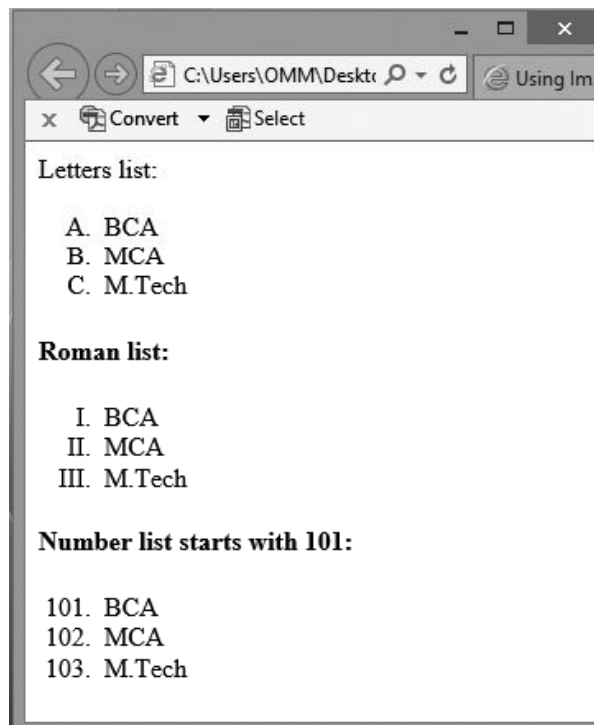 C:\Users\OMM\Deskt
Using Im
x Convert Select
Letters list:
A. BCA
B. MCA
C. M.Tech
Roman list:
I. BCA
II. MCA
III. M.Tech
Number list starts with 101:
101. BCA
102. MCA
103. M.Tech